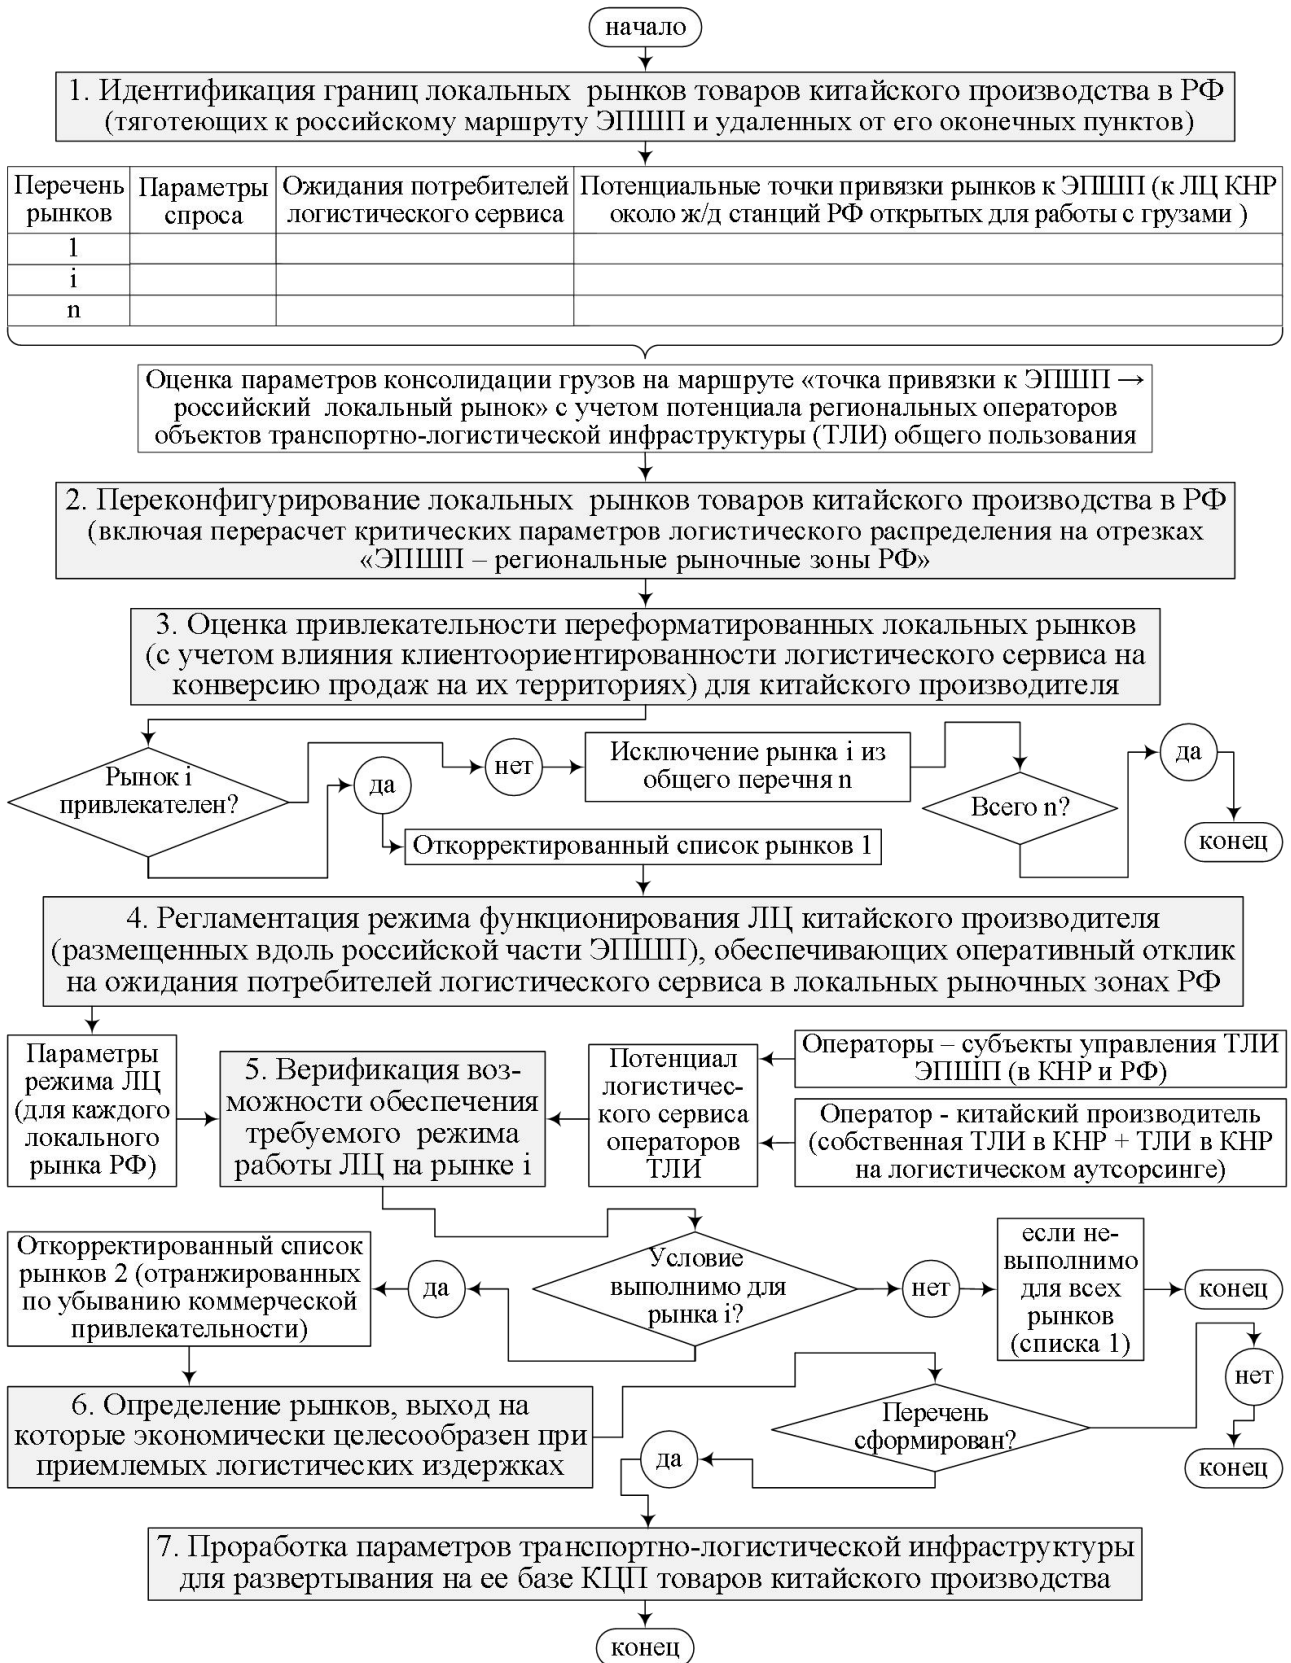 начало
1. Идентификация границ локальных рынков товаров китайского производства в РФ
(тяготеющих к российскому маршруту ЭПШП и удаленных от его оконечных пунктов)
Перечень
рынков
Параметры
спроса
Ожидания потребителей
логистического сервиса
Потенциальные точки привязки рынков к ЭПШП (к ЛЦ КНР
около ж/д станций РФ открытых для работы с грузами )
1
i
n
Оценка параметров консолидации грузов на маршруте «точка привязки к ЭПШП →
российский локальный рынок» с учетом потенциала региональных операторов
объектов транспортно-логистической инфраструктуры (ТЛИ) общего пользования
2. Переконфигурирование локальных рынков товаров китайского производства в РФ
(включая перерасчет критических параметров логистического распределения на отрезках
«ЭПШП – региональные рыночные зоны РФ»
3. Оценка привлекательности переформатированных локальных рынков
(с учетом влияния клиентоориентированности логистического сервиса на
конверсию продаж на их территориях) для китайского производителя
Рынок i
привлекателен?
да
нет
Исключение рынка i из
общего перечня n
Всего n?
да
конец
Откорректированный список рынков 1
4. Регламентация режима функционирования ЛЦ китайского производителя
(размещенных вдоль российской части ЭПШП), обеспечивающих оперативный отклик
на ожидания потребителей логистического сервиса в локальных рыночных зонах РФ
Параметры
режима ЛЦ
(для каждого
локального
рынка РФ)
5. Верификация воз-
можности обеспечения
требуемого режима
работы ЛЦ на рынке i
Потенциал
логистичес-
кого сервиса
операторов
ТЛИ
Операторы – субъекты управления ТЛИ
ЭПШП (в КНР и РФ)
Оператор - китайский производитель
(собственная ТЛИ в КНР + ТЛИ в КНР
на логистическом аутсорсинге)
Откорректированный список
рынков 2 (отранжированных
по убыванию коммерческой
привлекательности)
да
Условие
выполнимо для
рынка i?
нет
если не-
выполнимо
для всех
рынков
(списка 1)
конец
6. Определение рынков, выход на
которые экономически целесообразен при
приемлемых логистических издержках
да
Перечень
сформирован?
нет
конец
7. Проработка параметров транспортно-логистической инфраструктуры
для развертывания на ее базе КЦП товаров китайского производства
конец